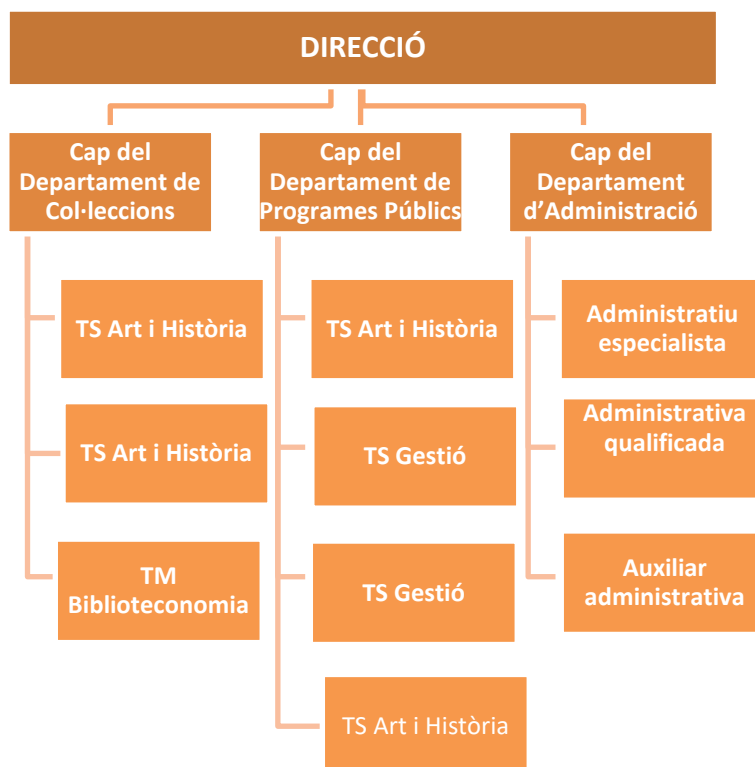 DIRECCIÓ
Cap del
Departament de
Col·leccions
TS Art i Història
TS Art i Història
TM
Biblioteconomia
Cap del
Departament de
Programes Públics
TS Art i Història
TS Gestió
TS Gestió
TS Art i Història
Cap del
Departament
d’Administració
Administratiu
especialista
Administrativa
qualificada
Auxiliar
administrativa